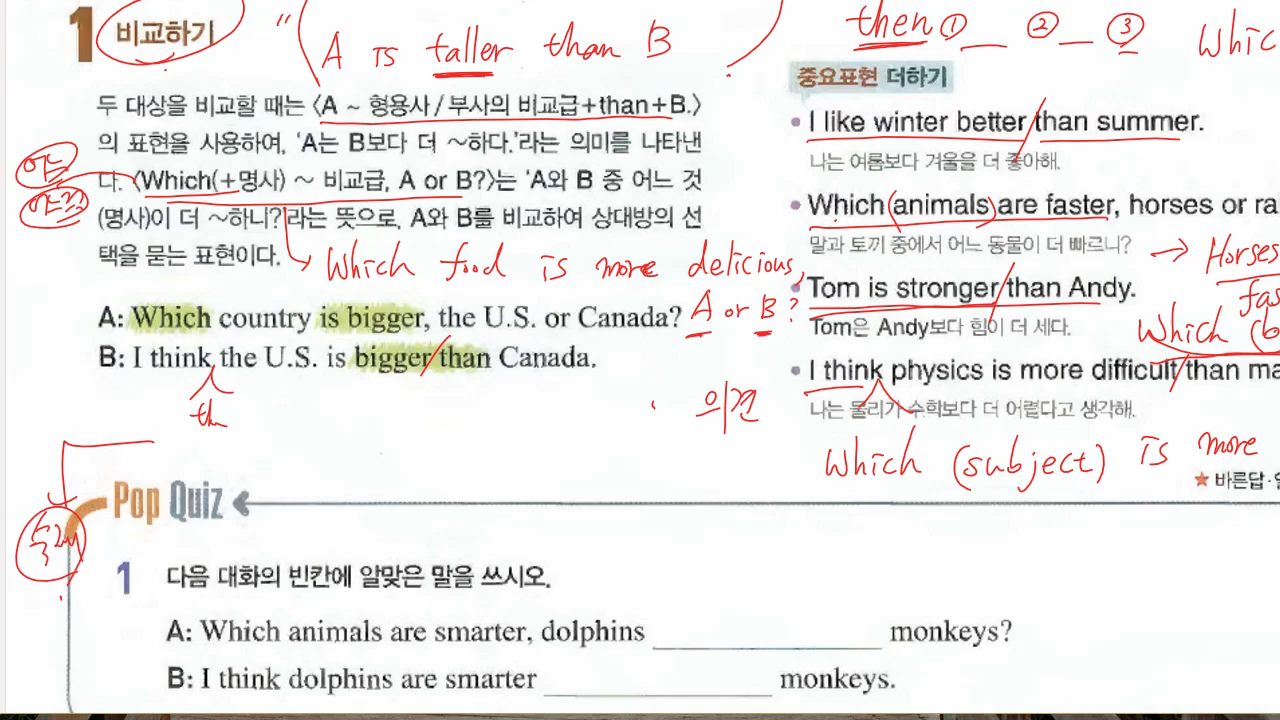 1 비교하기
" A is taller than B
then ① ② ③ Whic
두 대상을 비교할 때는 〈A ~ 형용사/부사의 비교급+than+B.〉
의 표현을 사용하여, 'A는 B보다 더 ~하다.'라는 의미를 나타낸
다. 〈Which(+명사) ~ 비교급, A or B?〉는 'A와 B 중 어느 것
(명사)이 더 ~하니?'라는 뜻으로, A와 B를 비교하여 상대방의 선
택을 묻는 표현이다.
Which food is more delicious,
A or B?
A: Which country is bigger, the U.S. or Canada?
B: I think the U.S. is bigger than Canada.
th
의견
중요표현 더하기
• I like winter better than summer.
나는 여름보다 겨울을 더 좋아해.
• Which animals are faster, horses or ra
말과 토끼 중에서 어느 동물이 더 빠르니?
→ Horses
fas
• Tom is stronger than Andy.
Tom은 Andy보다 힘이 더 세다.
which (b
• I think physics is more difficult than ma
나는 물리가 수학보다 더 어렵다고 생각해.
which (subject) is more
★ 바른답·
Pop Quiz
1 다음 대화의 빈칸에 알맞은 말을 쓰시오.
A: Which animals are smarter, dolphins ______ monkeys?
B: I think dolphins are smarter ______ monkeys.